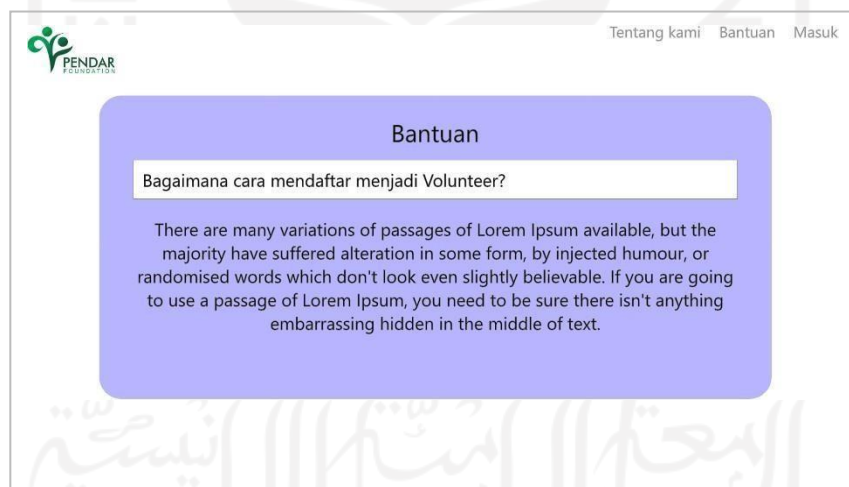 PENDAR
FOUNDATION
Tentang kami Bantuan Masuk
Bantuan
Bagaimana cara mendaftar menjadi Volunteer?
There are many variations of passages of Lorem Ipsum available, but the
majority have suffered alteration in some form, by injected humour, or
randomised words which don't look even slightly believable. If you are going
to use a passage of Lorem Ipsum, you need to be sure there isn't anything
embarrassing hidden in the middle of text.